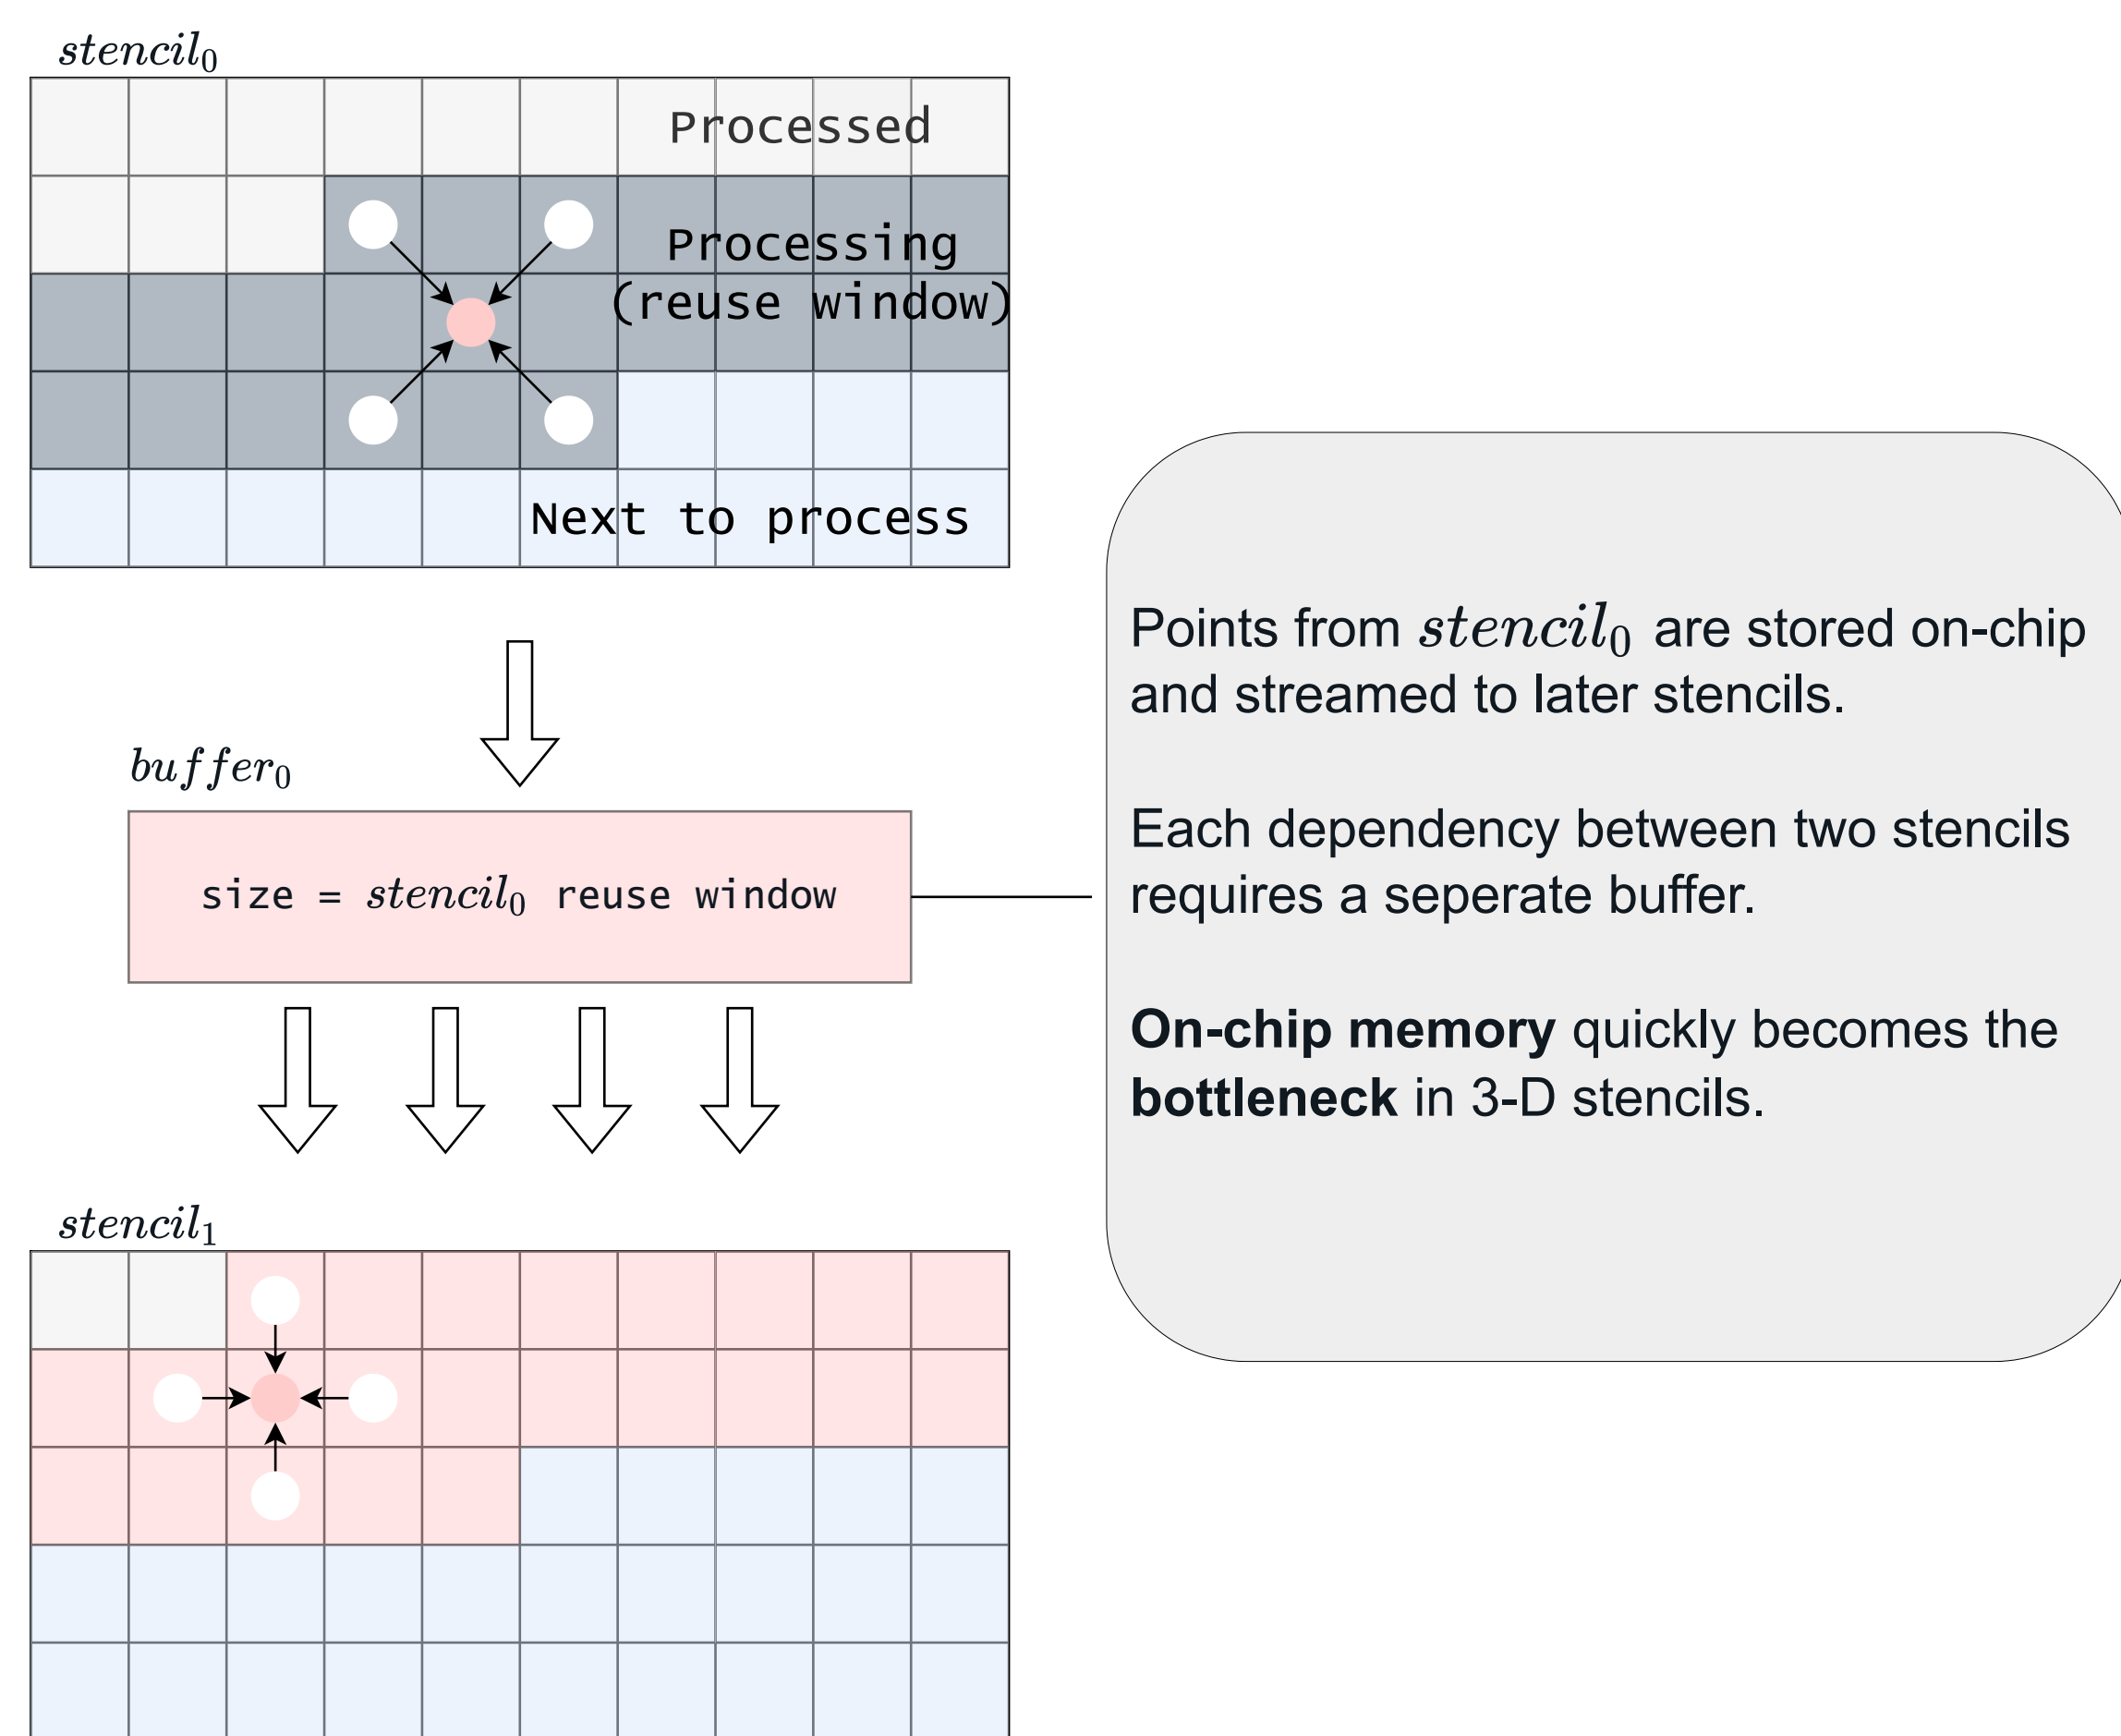 stencil₀
Processed
Processing
(reuse window)
Next to process
buffer₀
size = stencil₀ reuse window
Points from stencil₀ are stored on-chip
and streamed to later stencils.
Each dependency between two stencils
requires a seperate buffer.
On-chip memory quickly becomes the
bottleneck in 3-D stencils.
stencil₁